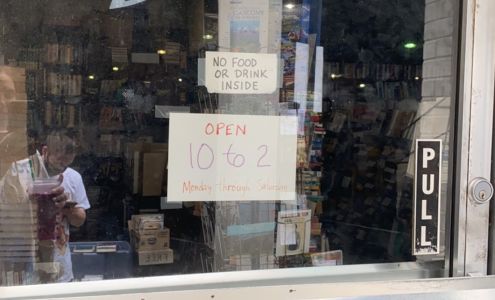 NO FOOD
OR DRINK
INSIDE
OPEN
10 to 2
Monday through Saturday
PULL